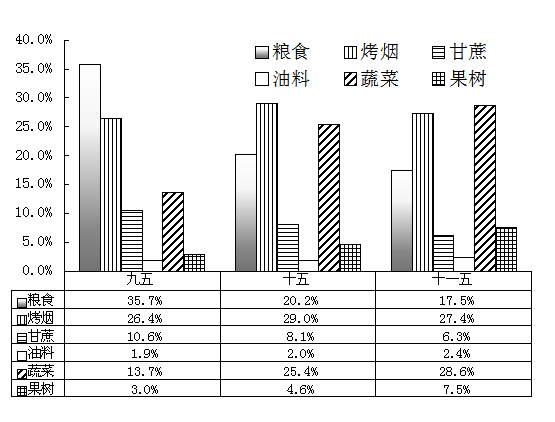 40.0%
35.0%
30.0%
25.0%
20.0%
15.0%
10.0%
5.0%
0.0%
粮食 烤烟 甘蔗
油料 蔬菜 果树
九五 十五 十一五
粮食 35.7% 20.2% 17.5%
烤烟 26.4% 29.0% 27.4%
甘蔗 10.6% 8.1% 6.3%
油料 1.9% 2.0% 2.4%
蔬菜 13.7% 25.4% 28.6%
果树 3.0% 4.6% 7.5%